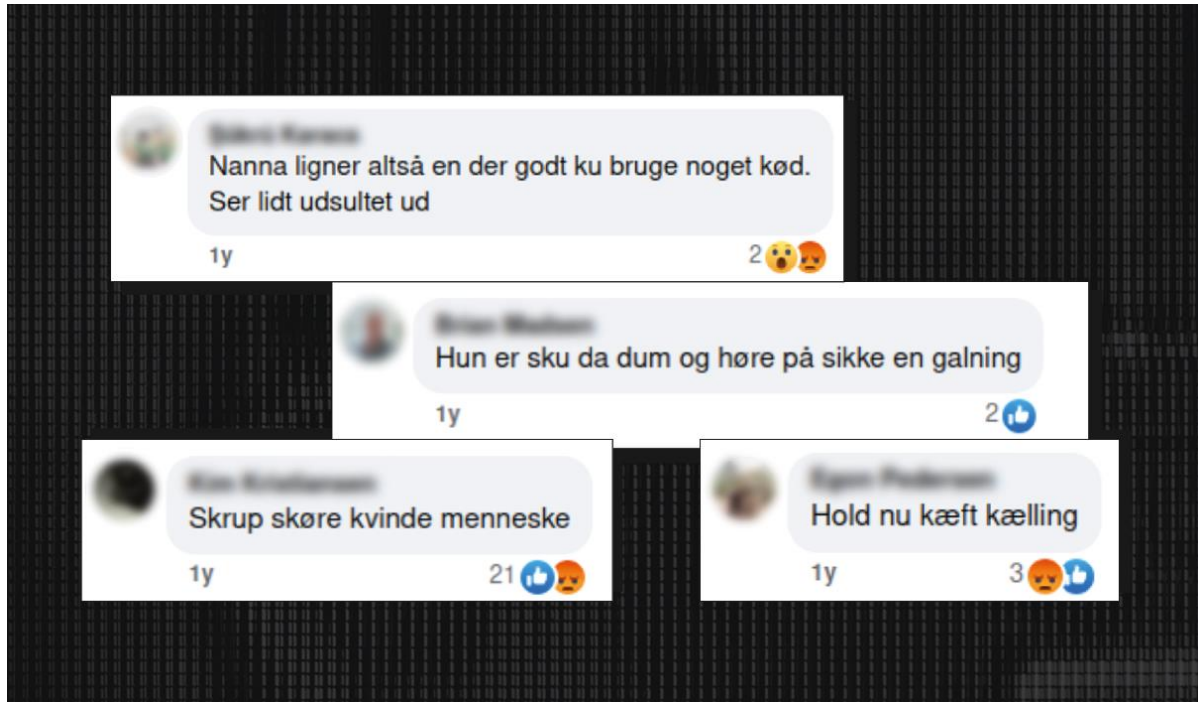 Nanna ligner altså en der godt ku bruge noget kød.
Ser lidt udsultet ud
1y
2
Hun er sku da dum og høre på sikke en galning
1y
2
Skrup skøre kvinde menneske
1y
21
Hold nu kæft kælling
1y
3